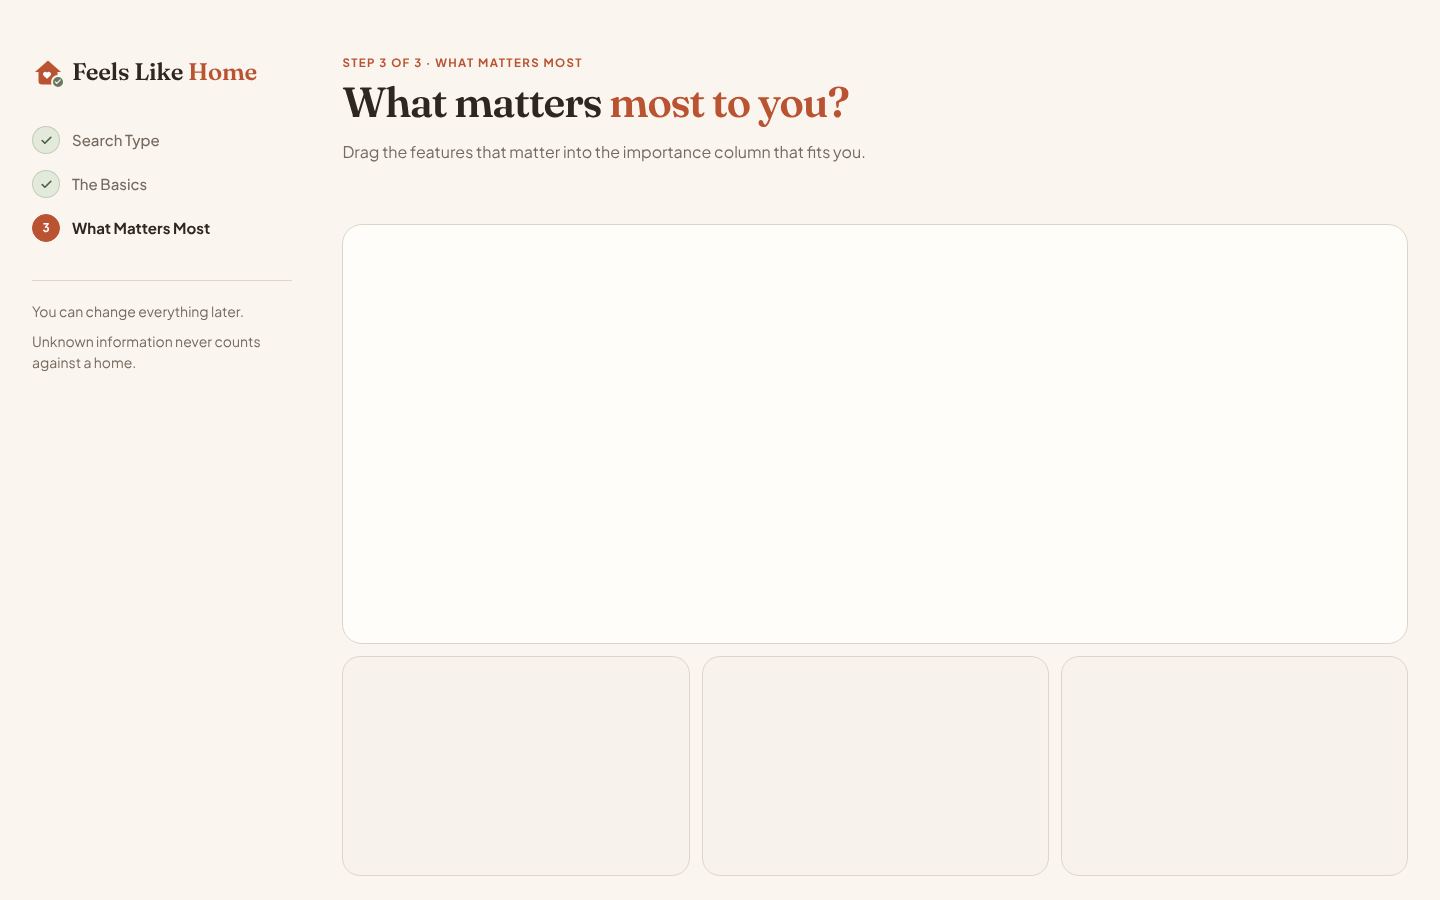 Feels Like Home
Search Type
The Basics
3
What Matters Most
You can change everything later.
Unknown information never counts
against a home.
STEP 3 OF 3 · WHAT MATTERS MOST
What matters most to you?
Drag the features that matter into the importance column that fits you.